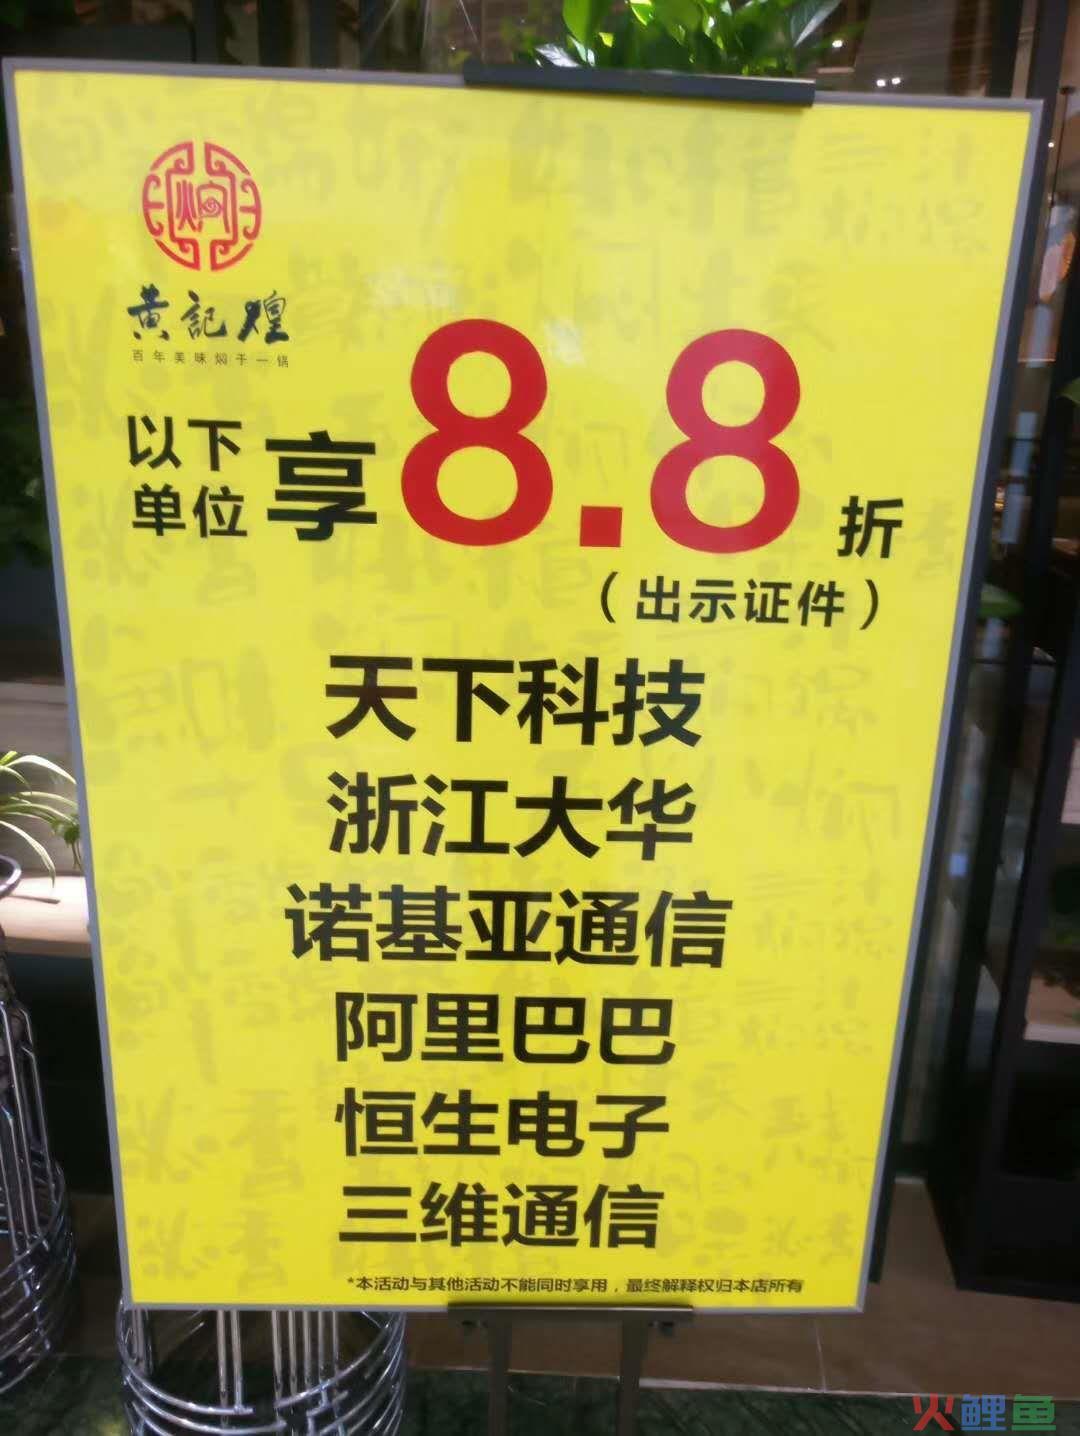 焖
黄記煌
百年美味焖于一锅
以下
单位
享8.8折
(出示证件)
天下科技
浙江大华
诺基亚通信
阿里巴巴
恒生电子
三维通信
*本活动与其他活动不能同时享用，最终解释权归本店所有
火鲤鱼